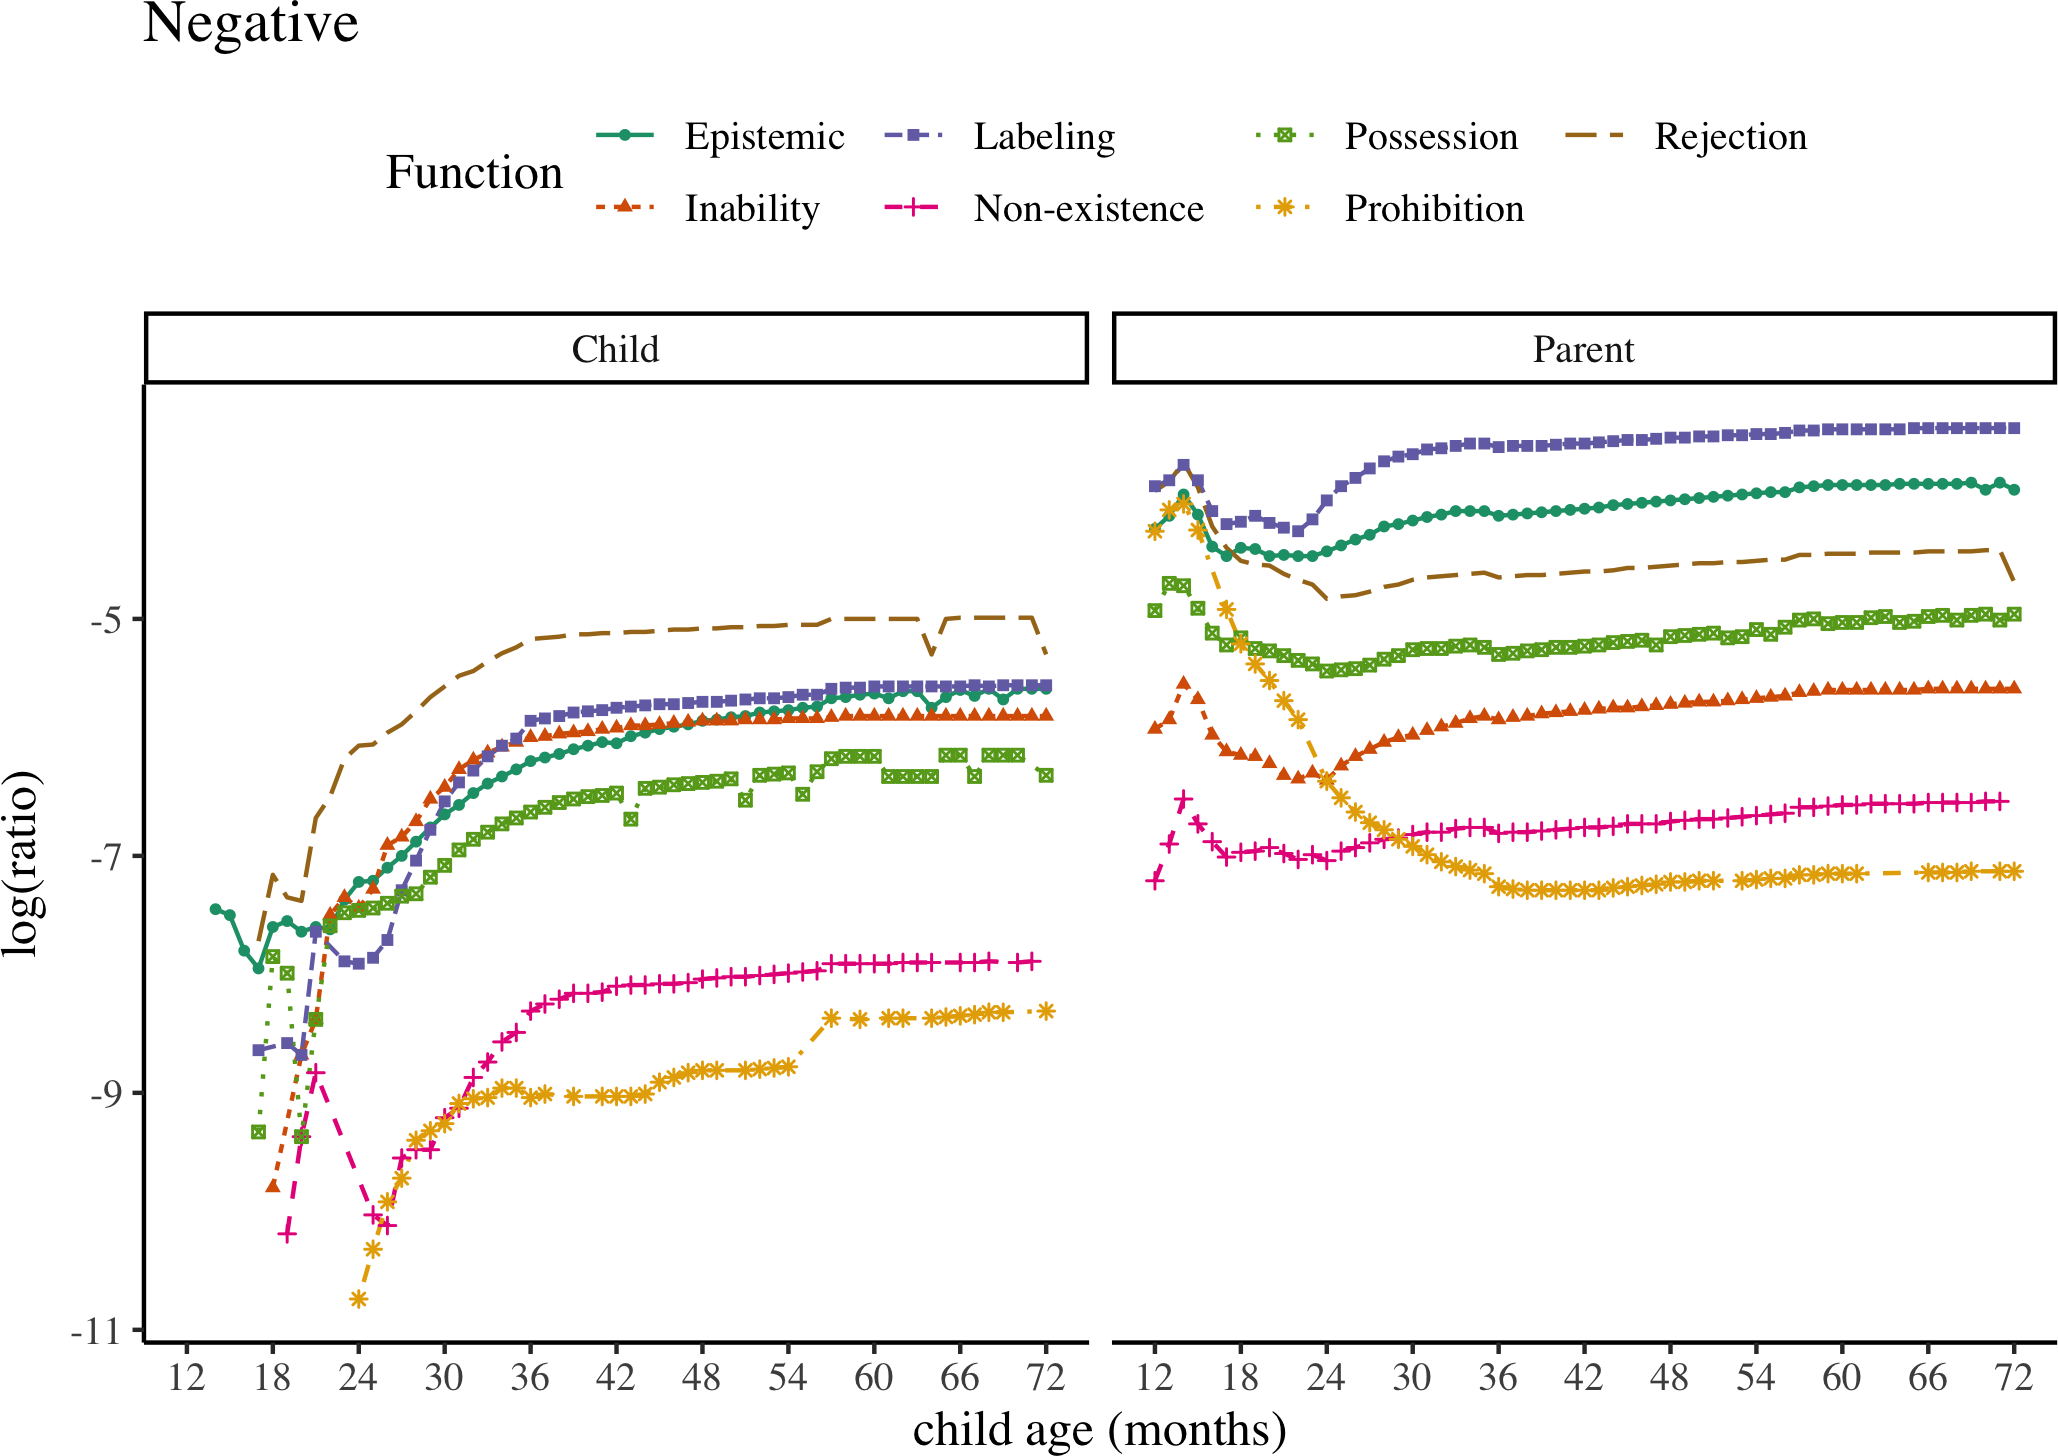 Negative
Function
Epistemic
Labeling
Possession
Rejection
Inability
Non-existence
Prohibition
Child
Parent
log(ratio)
-5
-7
-9
-11
12 18 24 30 36 42 48 54 60 66 72
12 18 24 30 36 42 48 54 60 66 72
child age (months)